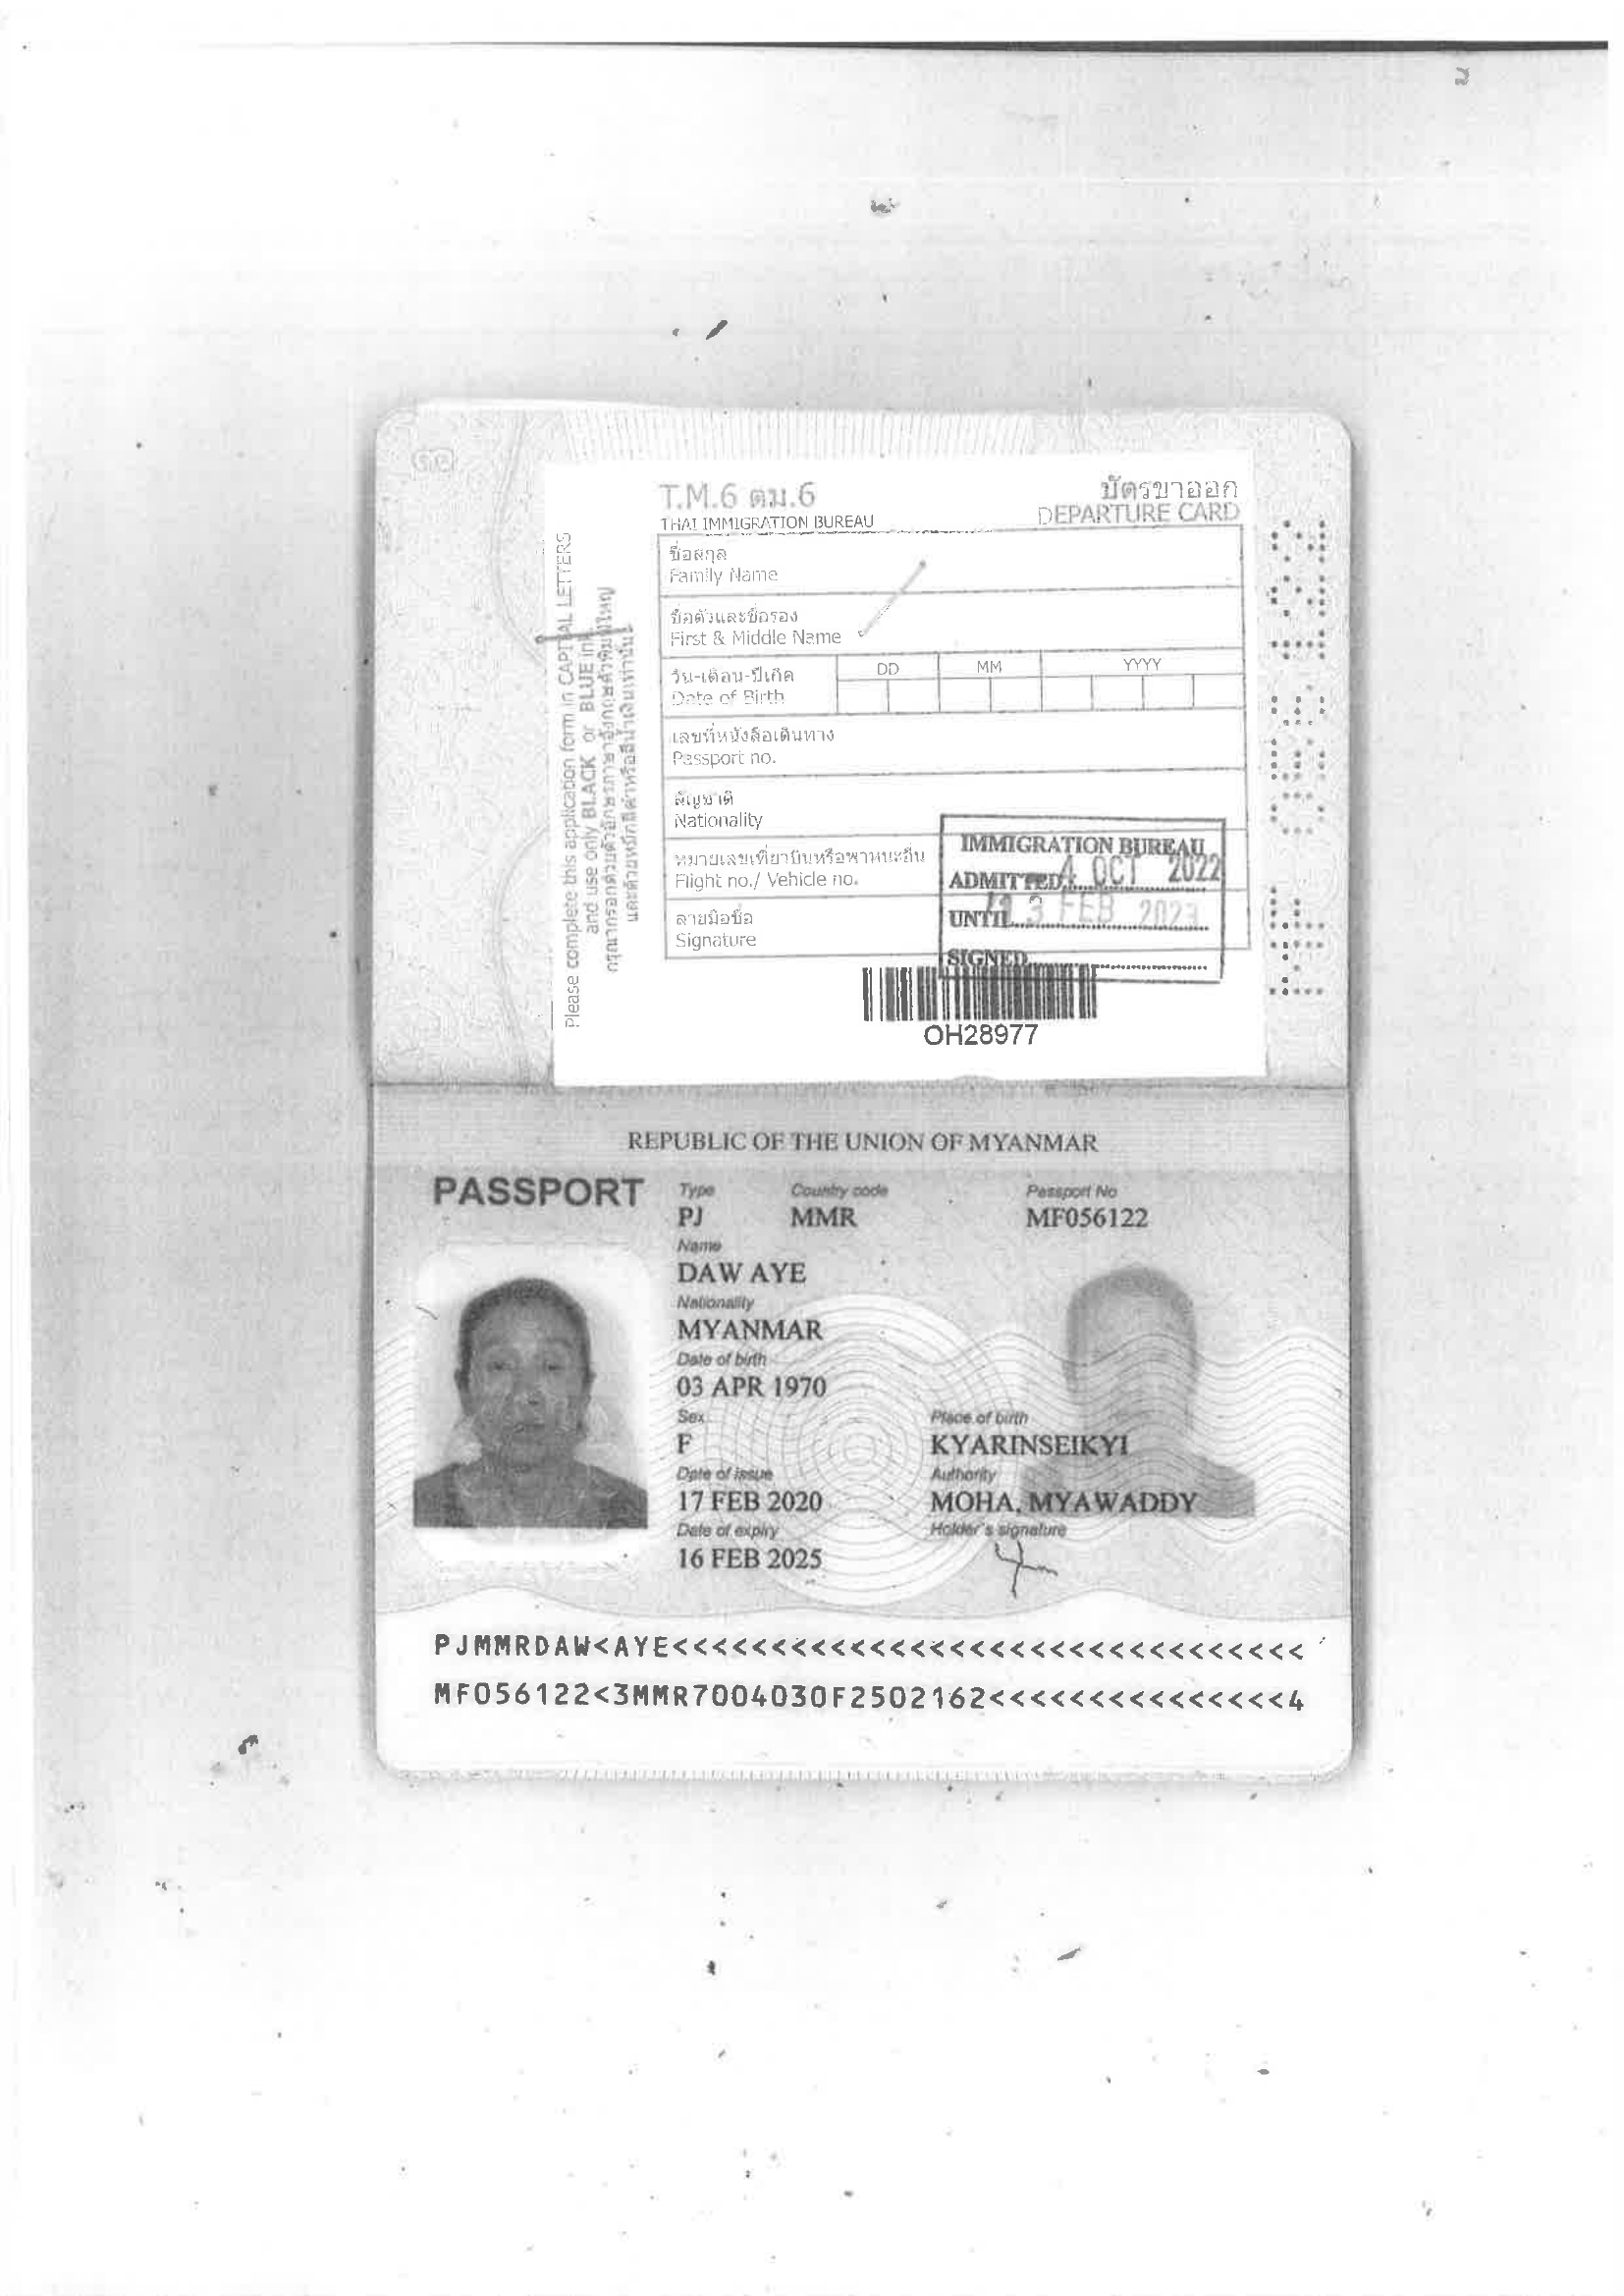 T.M.6 ตม.6
THAI IMMIGRATION BUREAU
บัตรขาออก
DEPARTURE CARD
ชื่อสกุล
Family Name
ชื่อตัวและชื่อรอง
First & Middle Name
วัน-เดือน-ปีเกิด
Date of Birth
DD MM YYYY
เลขที่หนังสือเดินทาง
Passport no.
สัญชาติ
Nationality
หมายเลขเที่ยวบินหรือพาหนะอื่น
Flight no./ Vehicle no.
ลายมือชื่อ
Signature
Please complete this application form in CAPITAL LETTERS
and use only BLACK or BLUE ink
กรุณากรอกด้วยตัวอักษรภาษาอังกฤษตัวพิมพ์ใหญ่
และด้วยหมึกสีดำหรือสีน้ำเงินเท่านั้น
IMMIGRATION BUREAU
ADMITTED 4 OCT 2022
UNTIL 3 FEB 2023
SIGNED
OH28977
REPUBLIC OF THE UNION OF MYANMAR
PASSPORT
Type Country code Passport No
PJ MMR MF056122
Name
DAW AYE
Nationality
MYANMAR
Date of birth
03 APR 1970
Sex Place of birth
F KYARINSEIKYI
Date of issue Authority
17 FEB 2020 MOHA, MYAWADDY
Date of expiry Holder's signature
16 FEB 2025
PJMMRDAW<AYE<<<<<<<<<<<<<<<<<<<<<<<<<<<<<<<<
MF056122<3MMR7004030F2502162<<<<<<<<<<<<<<<4